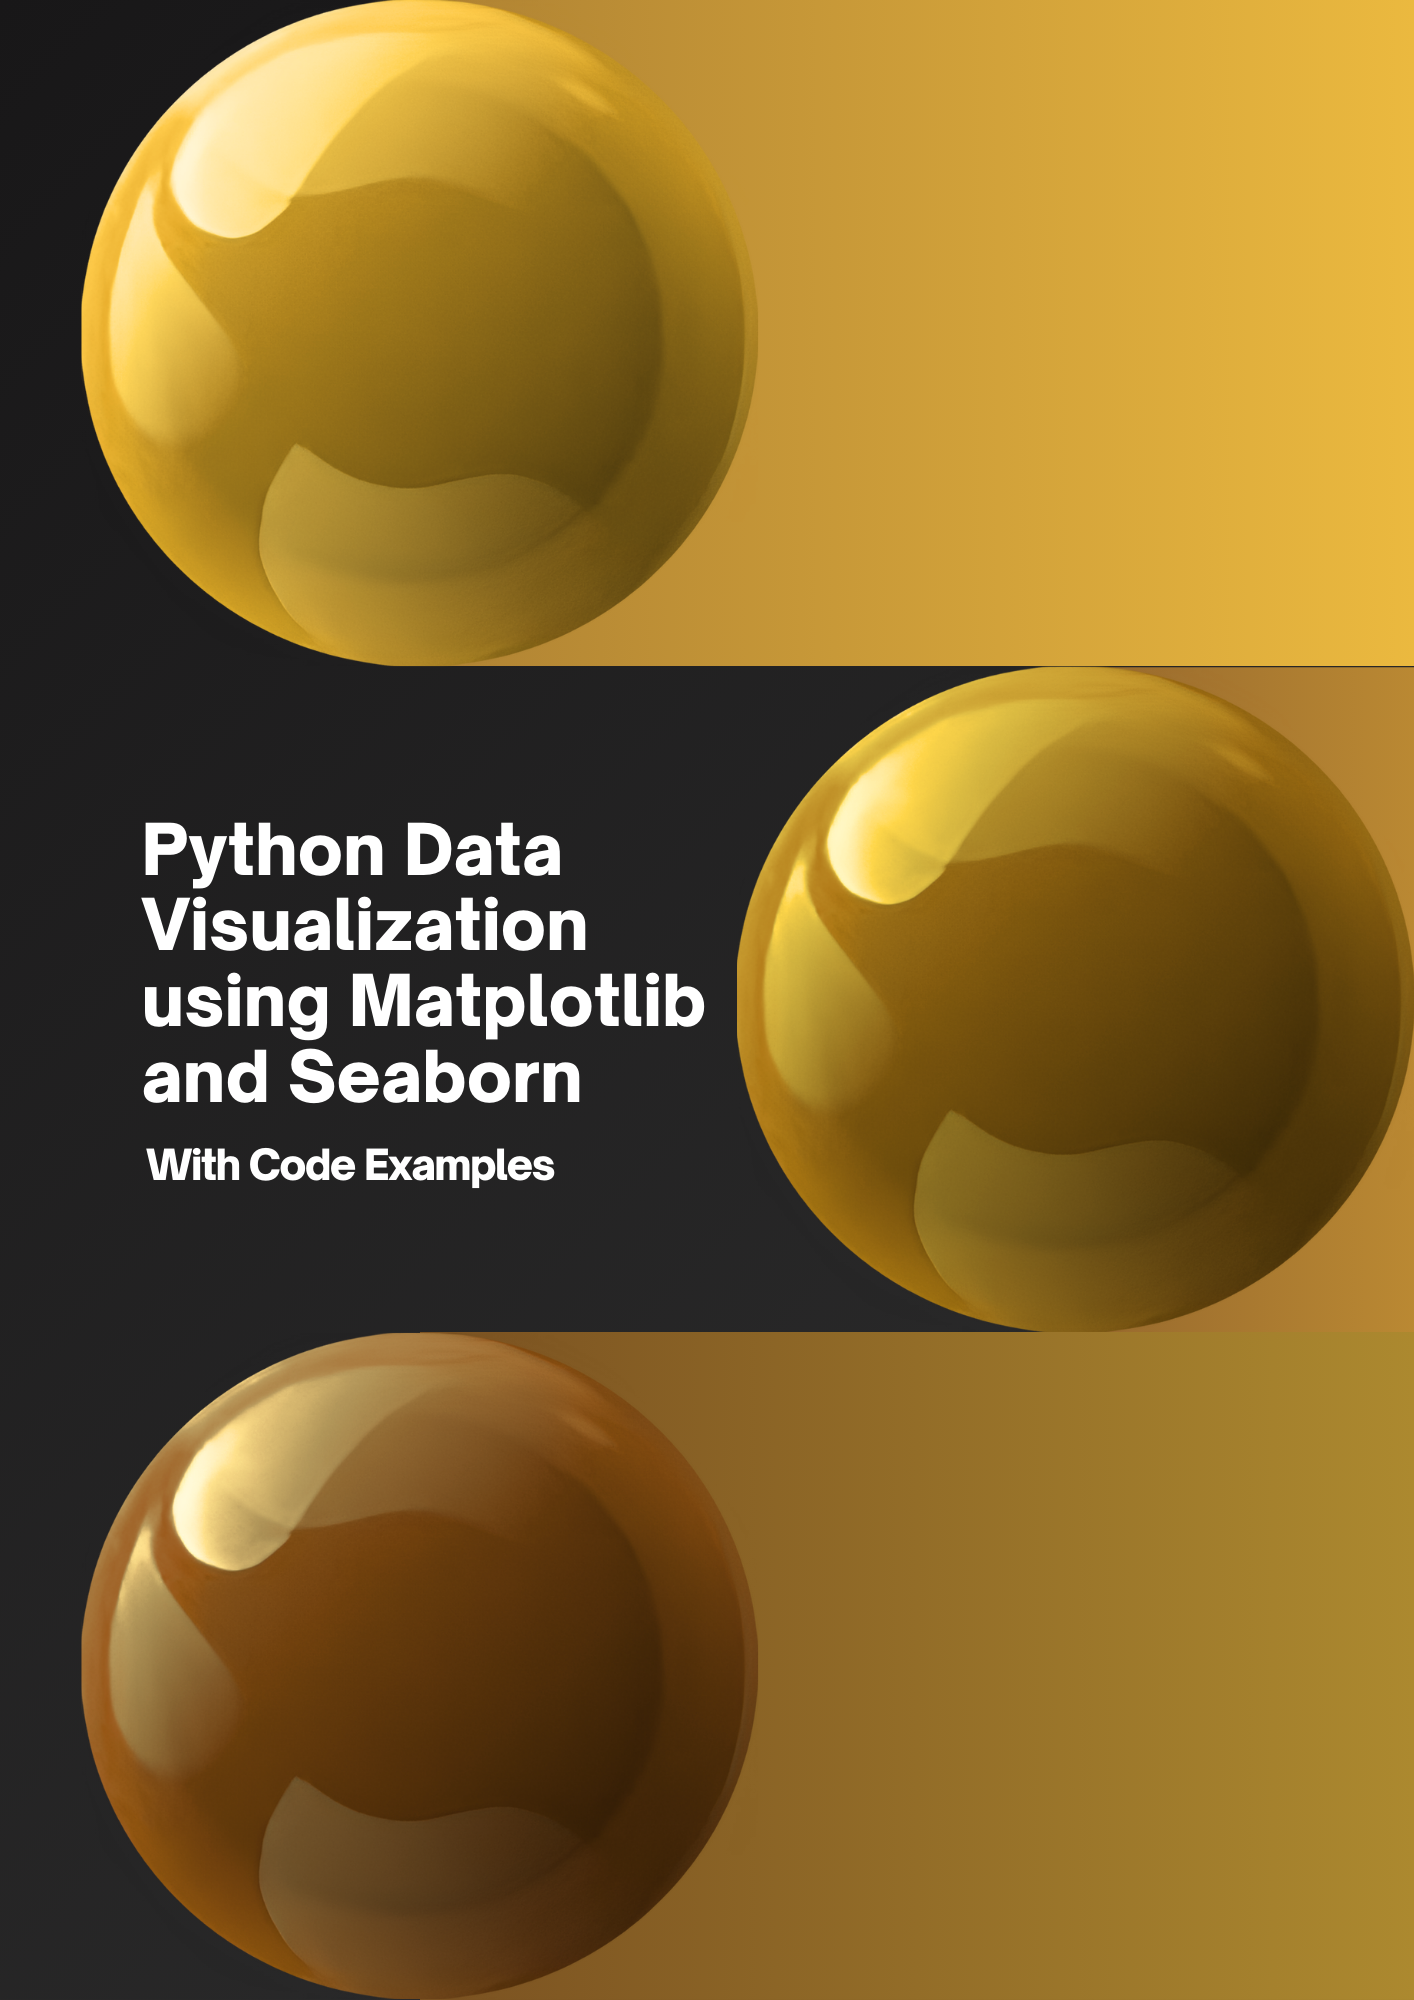 Python Data
Visualization
using Matplotlib
and Seaborn
With Code Examples